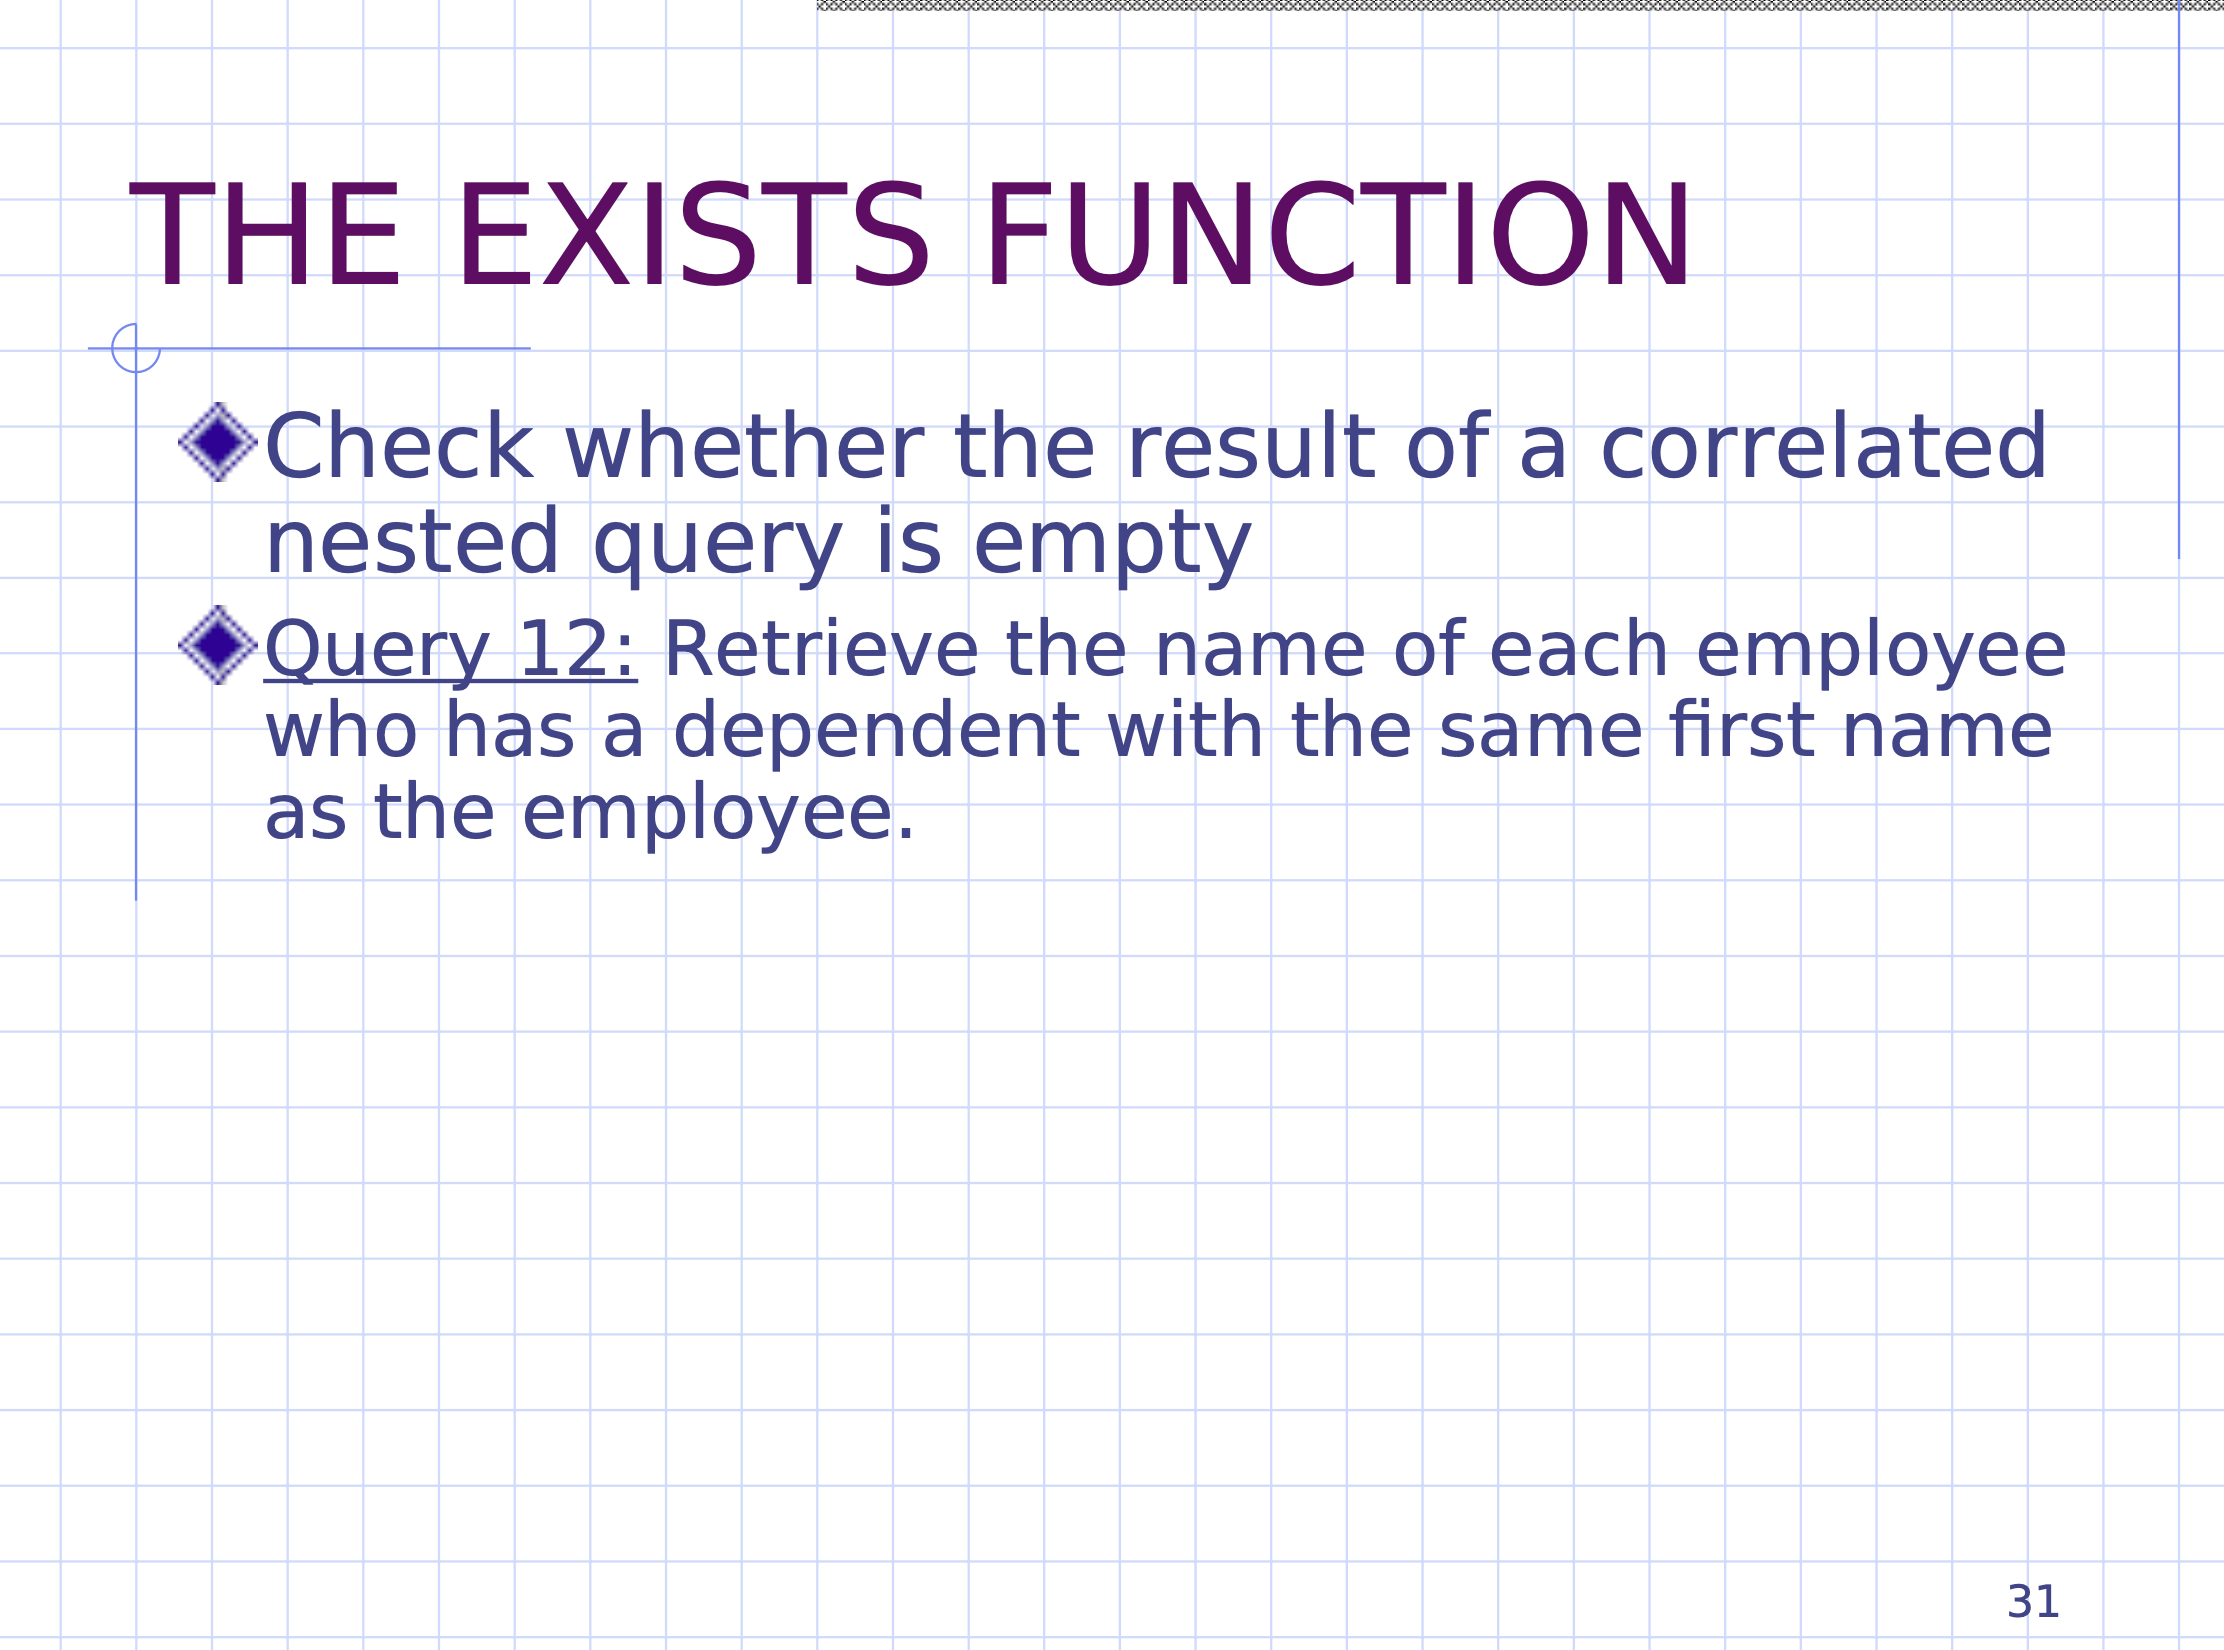 THE EXISTS FUNCTION
Check whether the result of a correlated
nested query is empty
Query 12: Retrieve the name of each employee
who has a dependent with the same first name
as the employee.
31